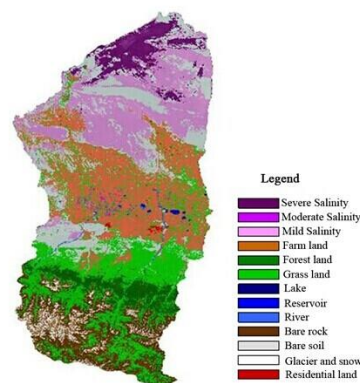 Legend
Severe Salinity
Moderate Salinity
Mild Salinity
Farm land
Forest land
Grass land
Lake
Reservoir
River
Bare rock
Bare soil
Glacier and snow
Residential land